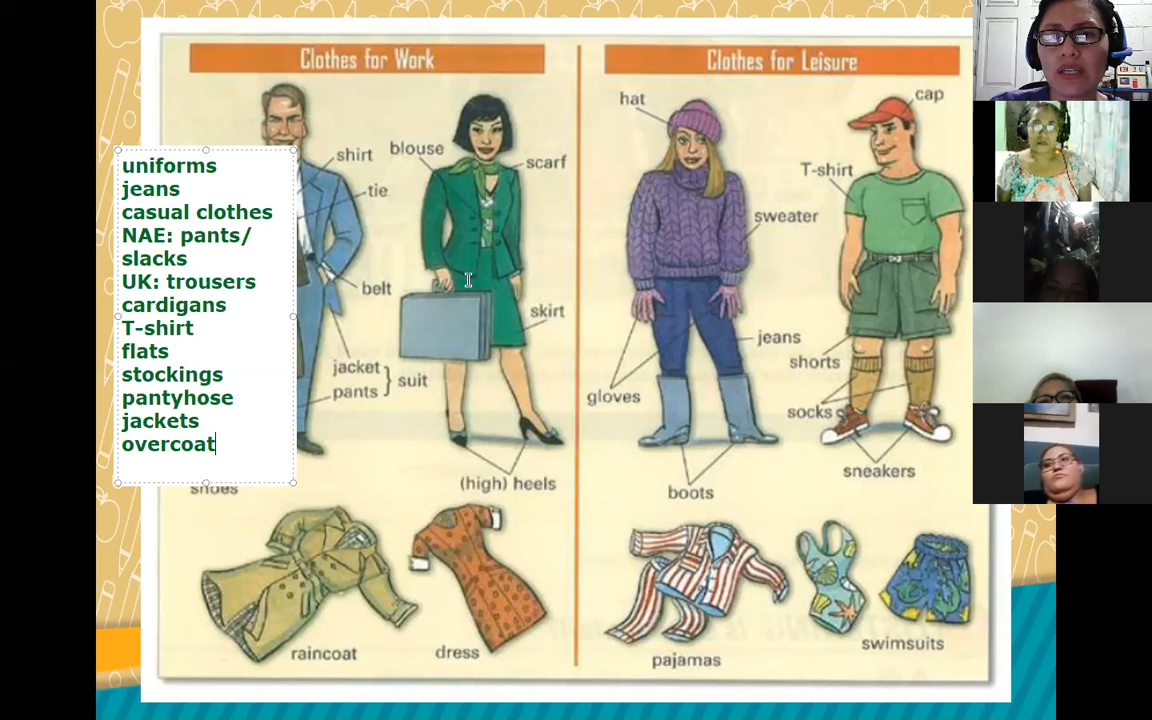 Clothes for Work
Clothes for Leisure
uniforms
jeans
casual clothes
NAE: pants/
slacks
UK: trousers
cardigans
T-shirt
flats
stockings
pantyhose
jackets
overcoat
shirt
tie
belt
jacket
pants
suit
shoes
blouse
scarf
skirt
(high) heels
raincoat
dress
hat
sweater
jeans
gloves
boots
cap
T-shirt
shorts
socks
sneakers
pajamas
swimsuits